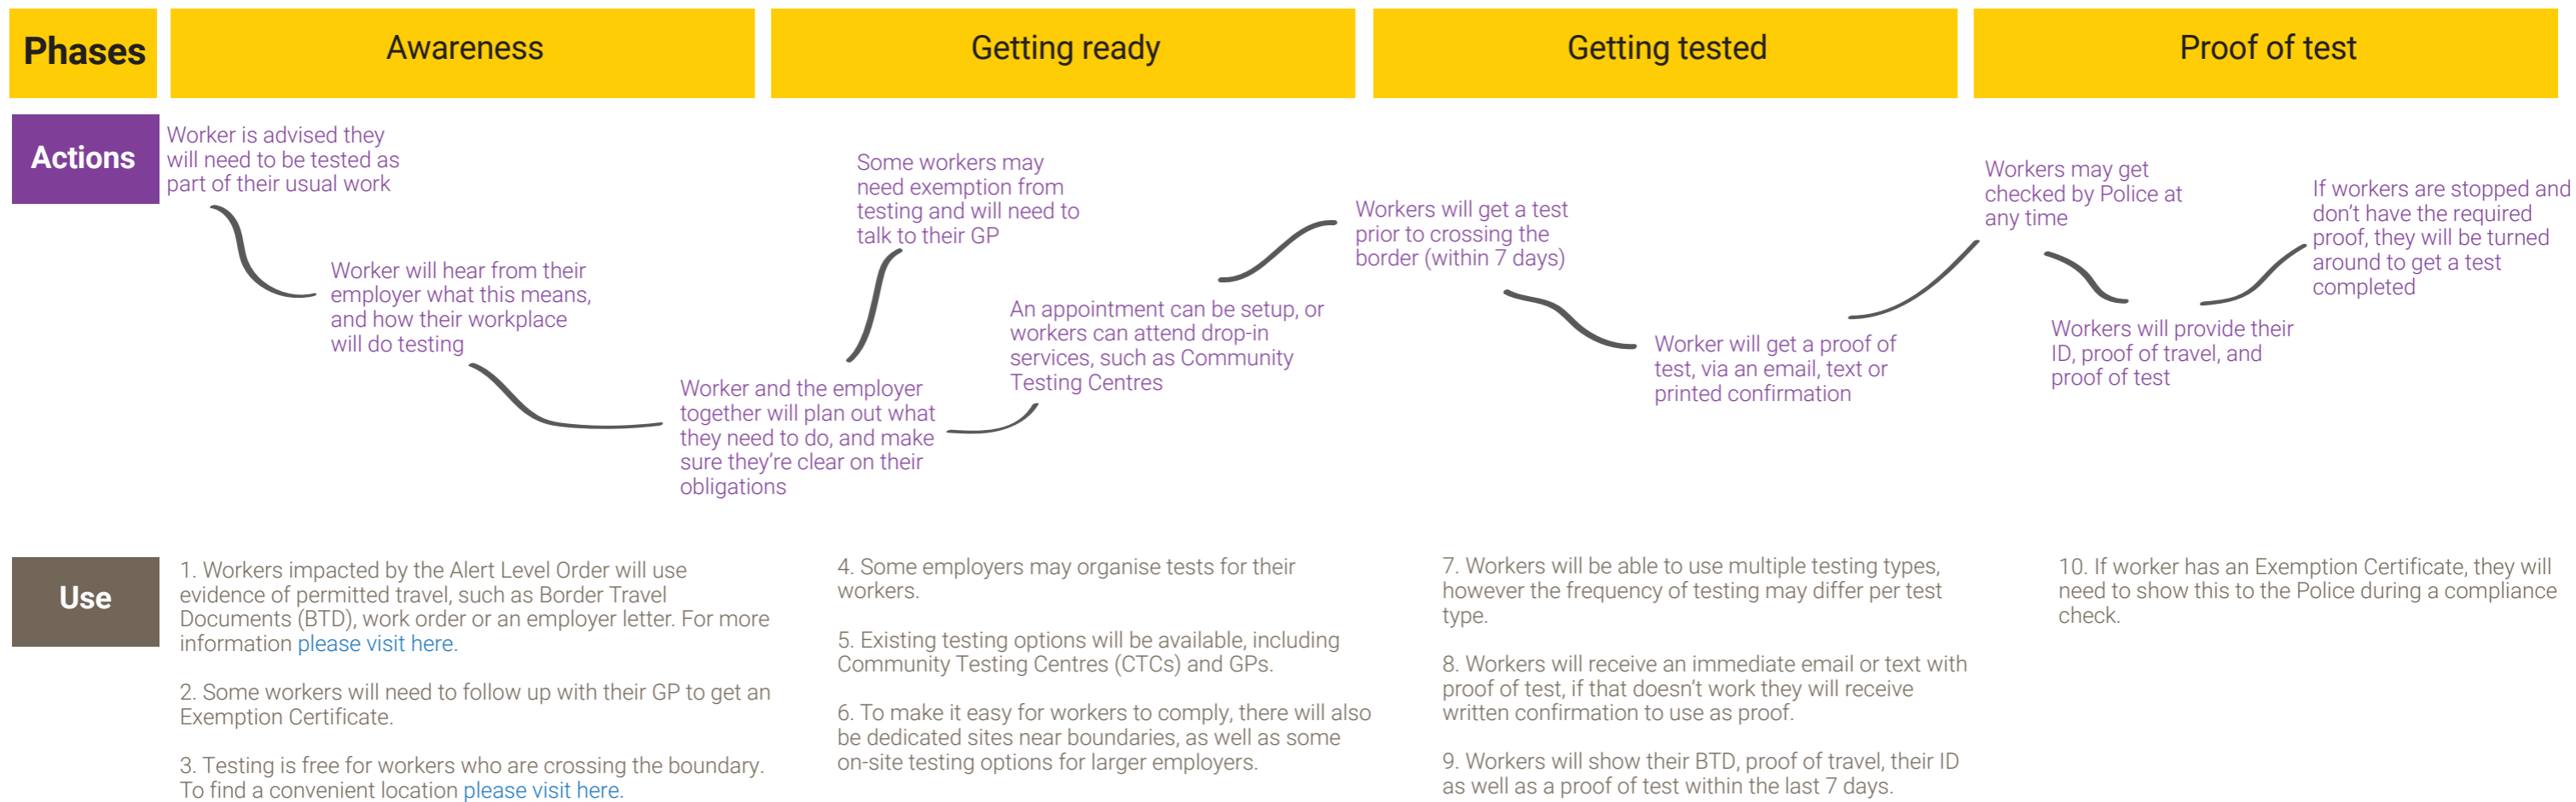 Phases
Awareness
Getting ready
Getting tested
Proof of test
Actions
Worker is advised they
will need to be tested as
part of their usual work
Worker will hear from their
employer what this means,
and how their workplace
will do testing
Worker and the employer
together will plan out what
they need to do, and make
sure they're clear on their
obligations
Some workers may
need exemption from
testing and will need to
talk to their GP
An appointment can be setup, or
workers can attend drop-in
services, such as Community
Testing Centres
Workers will get a test
prior to crossing the
border (within 7 days)
Worker will get a proof of
test, via an email, text or
printed confirmation
Workers may get
checked by Police at
any time
Workers will provide their
ID, proof of travel, and
proof of test
If workers are stopped and
don't have the required
proof, they will be turned
around to get a test
completed
Use
1. Workers impacted by the Alert Level Order will use
evidence of permitted travel, such as Border Travel
Documents (BTD), work order or an employer letter. For more
information please visit here.
2. Some workers will need to follow up with their GP to get an
Exemption Certificate.
3. Testing is free for workers who are crossing the boundary.
To find a convenient location please visit here.
4. Some employers may organise tests for their
workers.
5. Existing testing options will be available, including
Community Testing Centres (CTCs) and GPs.
6. To make it easy for workers to comply, there will also
be dedicated sites near boundaries, as well as some
on-site testing options for larger employers.
7. Workers will be able to use multiple testing types,
however the frequency of testing may differ per test
type.
8. Workers will receive an immediate email or text with
proof of test, if that doesn't work they will receive
written confirmation to use as proof.
9. Workers will show their BTD, proof of travel, their ID
as well as a proof of test within the last 7 days.
10. If worker has an Exemption Certificate, they will
need to show this to the Police during a compliance
check.